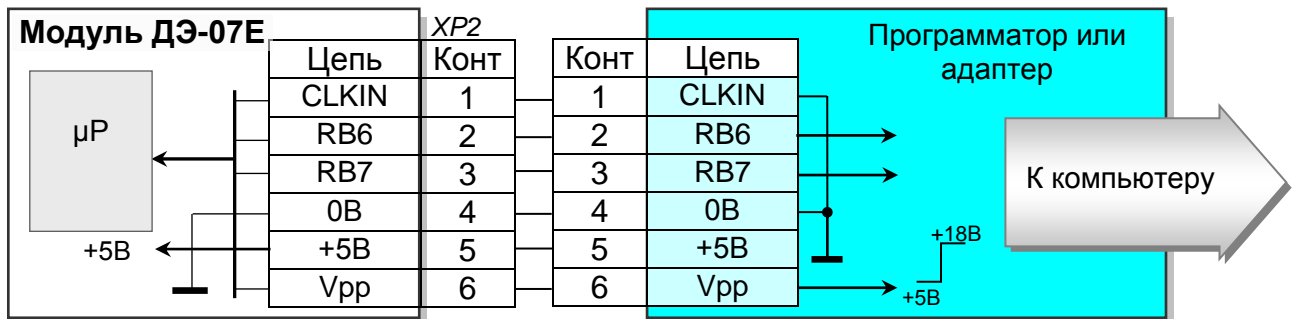 Модуль ДЭ-07Е
XP2
Программатор или
адаптер
Цепь Конт Конт Цепь
CLKIN 1 1 CLKIN
RB6 2 2 RB6
RB7 3 3 RB7
0В 4 4 0В
+5В 5 5 +5В
Vpp 6 6 Vpp
µP
+5В
К компьютеру
+18В
+5В